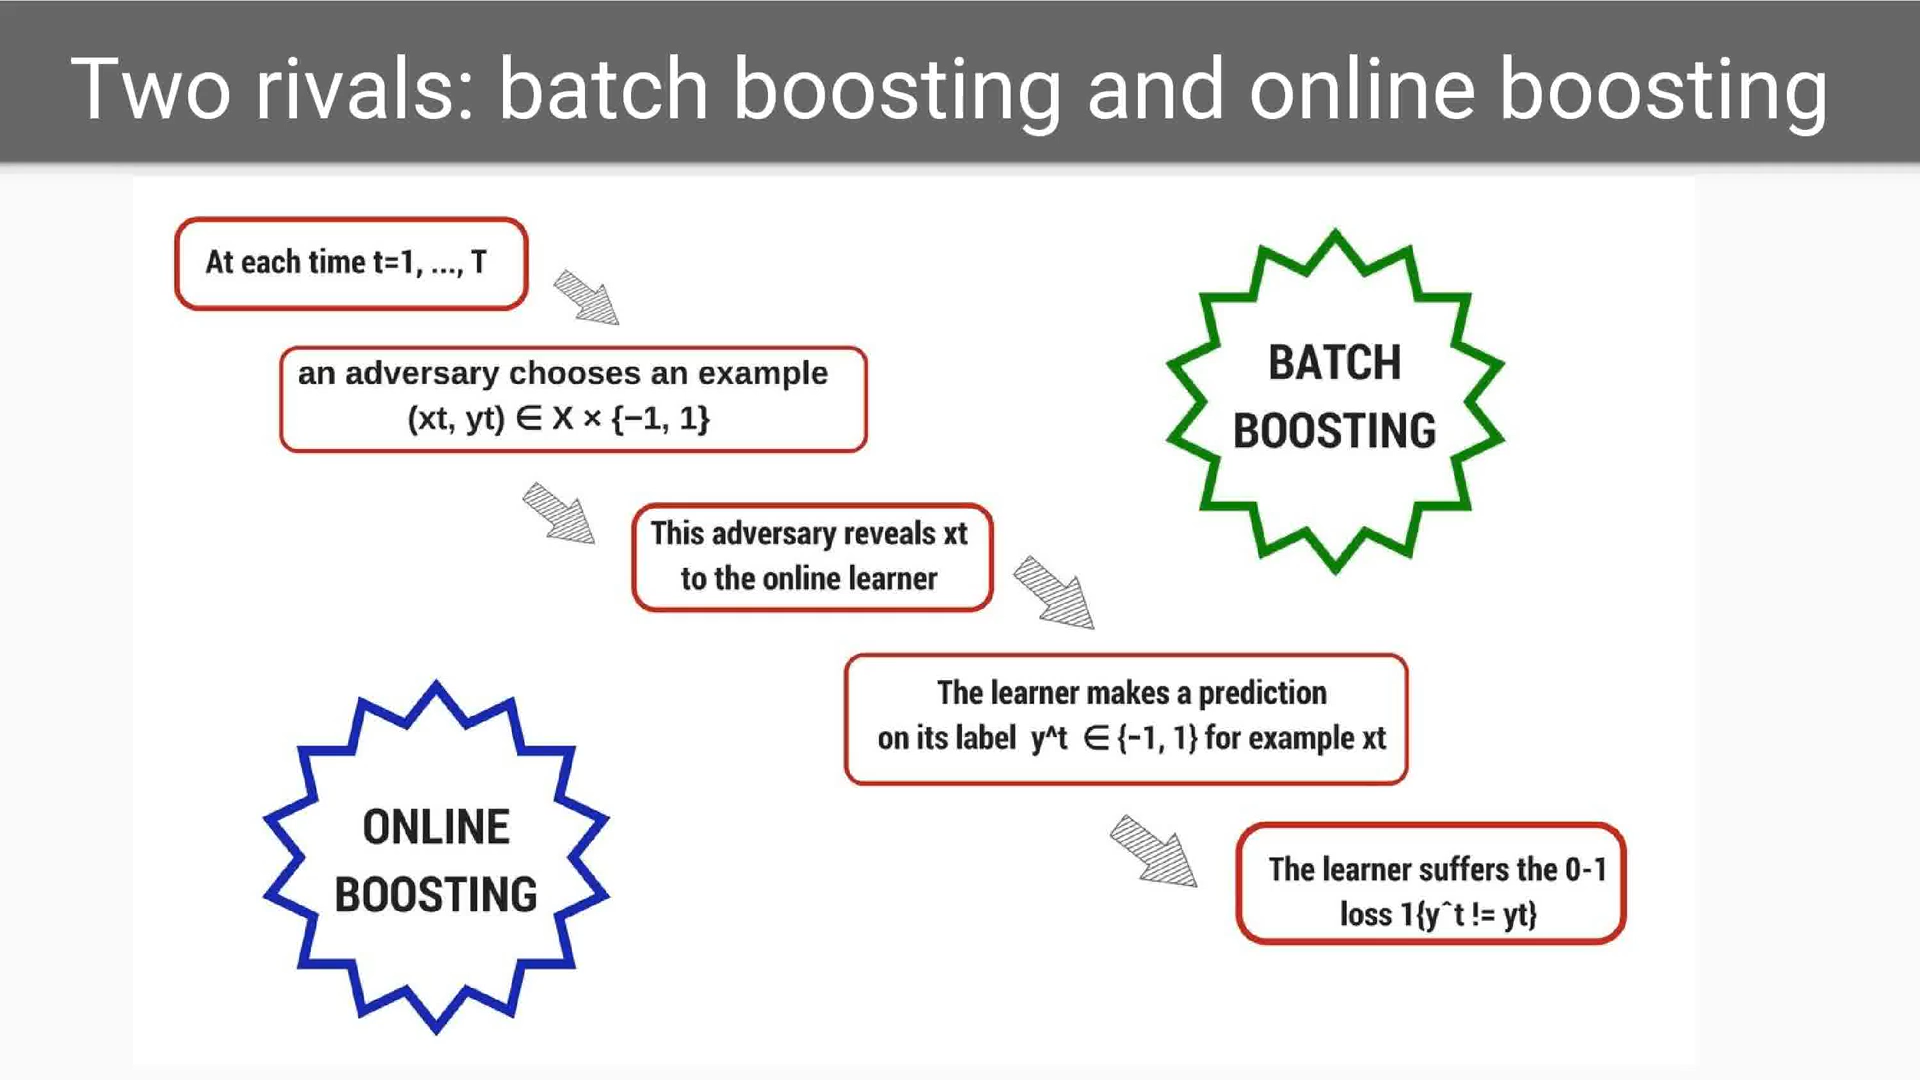 Two rivals: batch boosting and online boosting
At each time t=1, ..., T
an adversary chooses an example
(xt, yt) ∈ X × {−1, 1}
BATCH
BOOSTING
This adversary reveals xt
to the online learner
The learner makes a prediction
on its label y^t ∈ {−1, 1} for example xt
ONLINE
BOOSTING
The learner suffers the 0-1
loss 1{yˆt != yt}